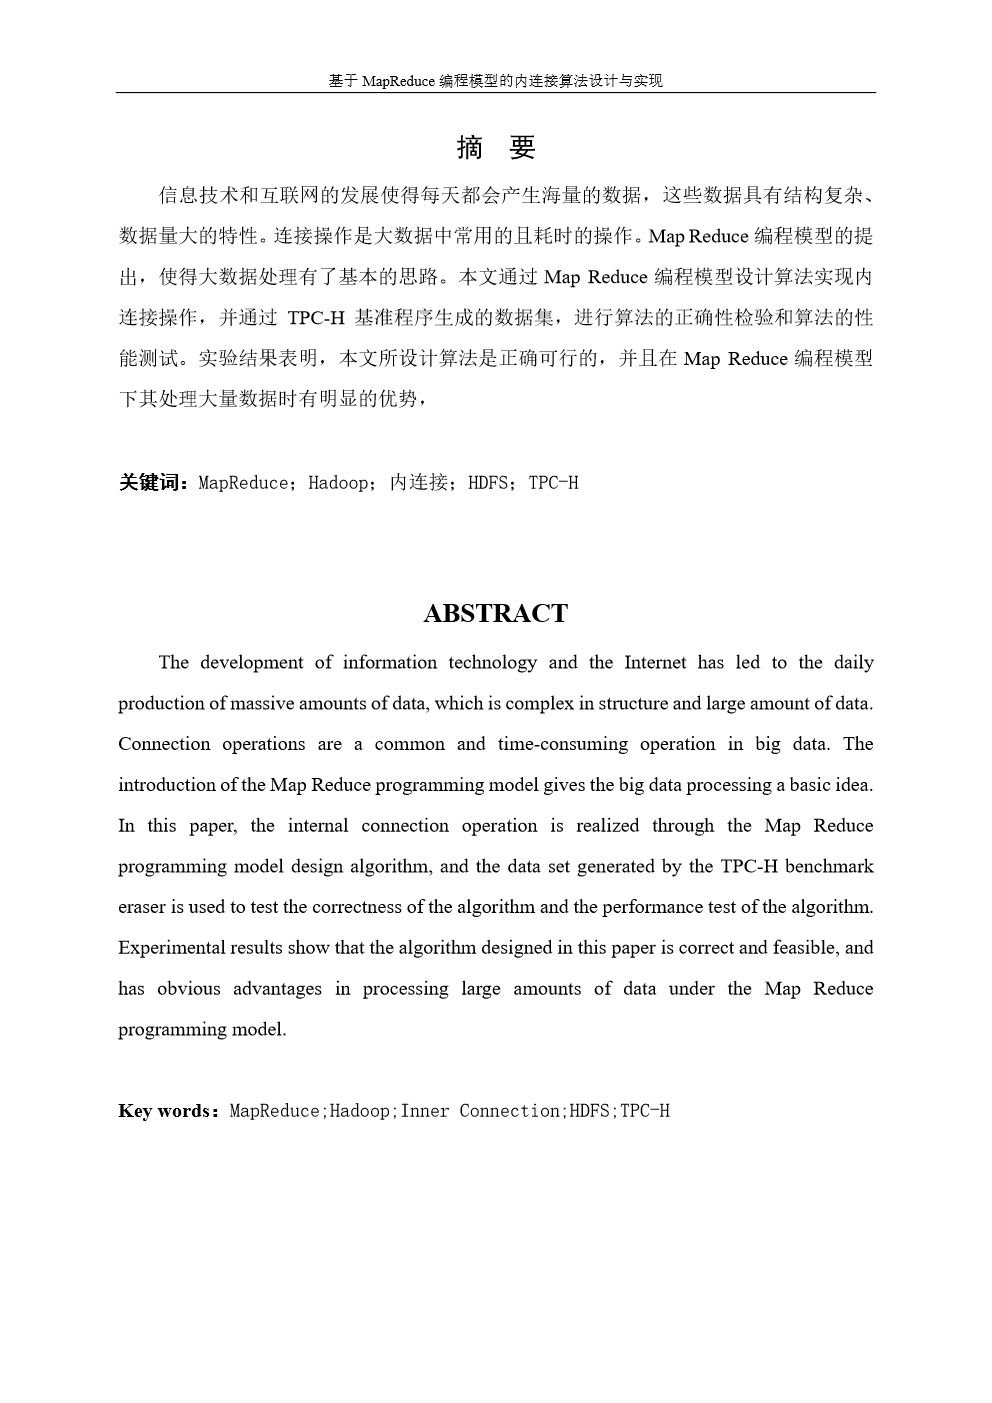 基于 MapReduce 编程模型的内连接算法设计与实现
摘 要
信息技术和互联网的发展使得每天都会产生海量的数据，这些数据具有结构复杂、
数据量大的特性。连接操作是大数据中常用的且耗时的操作。Map Reduce 编程模型的提
出，使得大数据处理有了基本的思路。本文通过 Map Reduce 编程模型设计算法实现内
连接操作，并通过 TPC-H 基准程序生成的数据集，进行算法的正确性检验和算法的性
能测试。实验结果表明，本文所设计算法是正确可行的，并且在 Map Reduce 编程模型
下其处理大量数据时有明显的优势，
关键词：MapReduce；Hadoop；内连接；HDFS；TPC-H
ABSTRACT
The development of information technology and the Internet has led to the daily
production of massive amounts of data, which is complex in structure and large amount of data.
Connection operations are a common and time-consuming operation in big data. The
introduction of the Map Reduce programming model gives the big data processing a basic idea.
In this paper, the internal connection operation is realized through the Map Reduce
programming model design algorithm, and the data set generated by the TPC-H benchmark
eraser is used to test the correctness of the algorithm and the performance test of the algorithm.
Experimental results show that the algorithm designed in this paper is correct and feasible, and
has obvious advantages in processing large amounts of data under the Map Reduce
programming model.
Key words：MapReduce;Hadoop;Inner Connection;HDFS;TPC-H